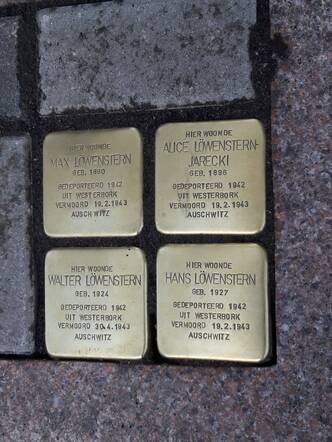 HIER WOONDE
MAX LÖWENSTERN
GEB. 1880
GEDEPORTEERD 1942
UIT WESTERBORK
VERMOORD 19.2.1943
AUSCHWITZ
HIER WOONDE
ALICE LÖWENSTERN-
JARECKI
GEB. 1896
GEDEPORTEERD 1942
UIT WESTERBORK
VERMOORD 19.2.1943
AUSCHWITZ
HIER WOONDE
WALTER LÖWENSTERN
GEB. 1924
GEDEPORTEERD 1942
UIT WESTERBORK
VERMOORD 30.4.1943
AUSCHWITZ
HIER WOONDE
HANS LÖWENSTERN
GEB. 1927
GEDEPORTEERD 1942
UIT WESTERBORK
VERMOORD 19.2.1943
AUSCHWITZ